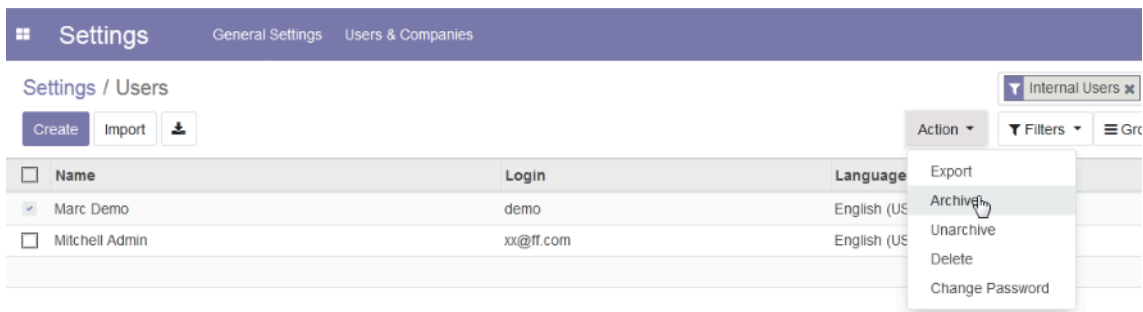 Settings General Settings Users & Companies
Settings / Users
Internal Users ×
Create Import Action Filters
Name Login Language
Marc Demo demo English (US
Mitchell Admin xx@ff.com English (US
Export
Archive
Unarchive
Delete
Change Password